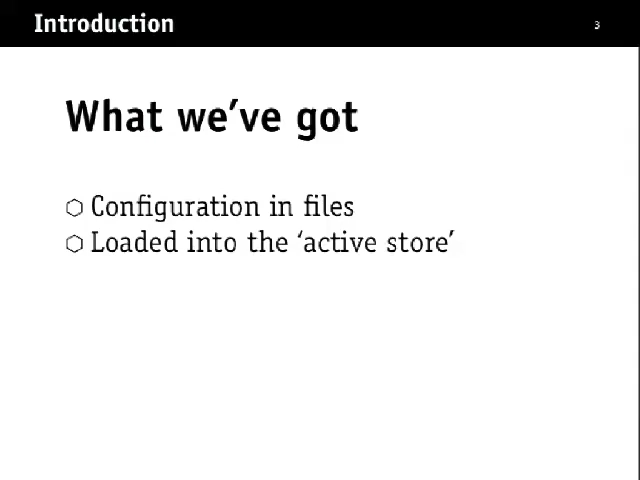 Introduction
3
What we’ve got
Configuration in files
Loaded into the ‘active store’